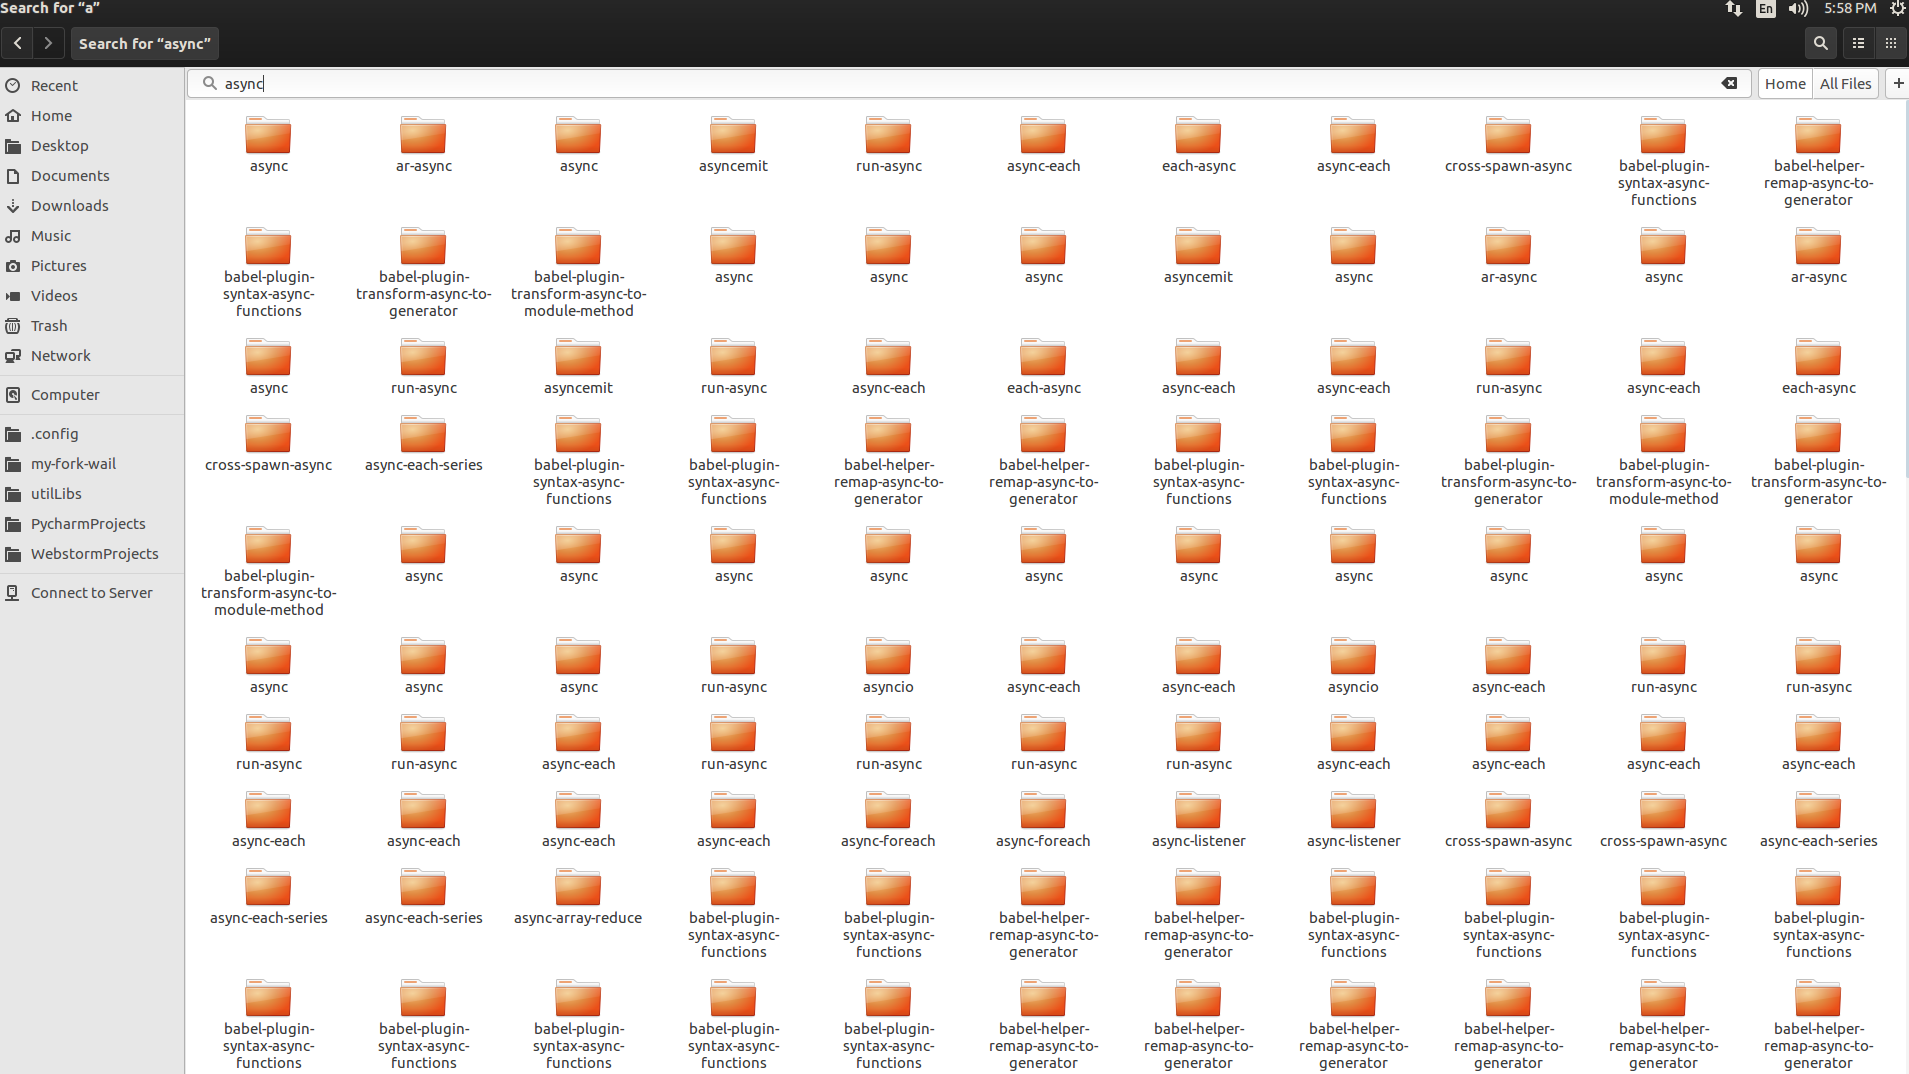 Search for “a”
En
5:58 PM
Search for “async”
Recent
Home
Desktop
Documents
Downloads
Music
Pictures
Videos
Trash
Network
Computer
.config
my-fork-wail
utilLibs
PycharmProjects
WebstormProjects
Connect to Server
async
Home
All Files
async
ar-async
async
asyncemit
run-async
async-each
each-async
async-each
cross-spawn-async
babel-plugin-
syntax-async-
functions
babel-helper-
remap-async-to-
generator
babel-plugin-
syntax-async-
functions
babel-plugin-
transform-async-to-
generator
babel-plugin-
transform-async-to-
module-method
async
async
async
asyncemit
async
ar-async
async
ar-async
async
run-async
asyncemit
run-async
async-each
each-async
async-each
async-each
run-async
async-each
each-async
cross-spawn-async
async-each-series
babel-plugin-
syntax-async-
functions
babel-plugin-
syntax-async-
functions
babel-helper-
remap-async-to-
generator
babel-helper-
remap-async-to-
generator
babel-plugin-
syntax-async-
functions
babel-plugin-
syntax-async-
functions
babel-plugin-
transform-async-to-
generator
babel-plugin-
transform-async-to-
module-method
babel-plugin-
transform-async-to-
generator
babel-plugin-
transform-async-to-
module-method
async
async
async
async
async
async
async
async
async
async
async
async
async
run-async
asyncio
async-each
async-each
asyncio
async-each
run-async
run-async
run-async
run-async
async-each
run-async
run-async
run-async
run-async
async-each
async-each
async-each
async-each
async-each
async-each
async-each
async-each
async-foreach
async-foreach
async-listener
async-listener
cross-spawn-async
cross-spawn-async
async-each-series
async-each-series
async-each-series
async-array-reduce
babel-plugin-
syntax-async-
functions
babel-plugin-
syntax-async-
functions
babel-helper-
remap-async-to-
generator
babel-helper-
remap-async-to-
generator
babel-plugin-
syntax-async-
functions
babel-plugin-
syntax-async-
functions
babel-plugin-
syntax-async-
functions
babel-plugin-
syntax-async-
functions
babel-plugin-
syntax-async-
functions
babel-plugin-
syntax-async-
functions
babel-plugin-
syntax-async-
functions
babel-plugin-
syntax-async-
functions
babel-plugin-
syntax-async-
functions
babel-helper-
remap-async-to-
generator
babel-helper-
remap-async-to-
generator
babel-helper-
remap-async-to-
generator
babel-helper-
remap-async-to-
generator
babel-helper-
remap-async-to-
generator
babel-helper-
remap-async-to-
generator